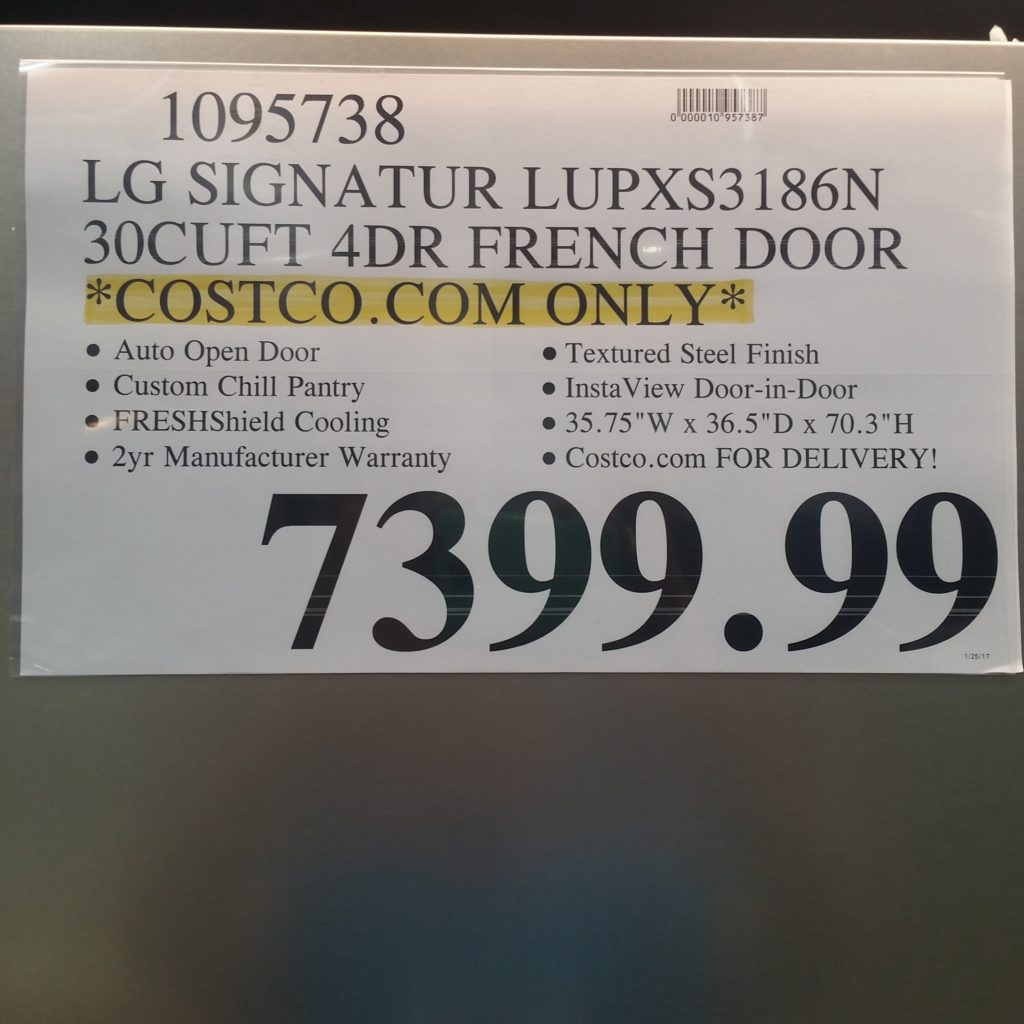 1095738
0 000010 957387
LG SIGNATUR LUPXS3186N
30CUFT 4DR FRENCH DOOR
*COSTCO.COM ONLY*
• Auto Open Door
• Custom Chill Pantry
• FRESHShield Cooling
• 2yr Manufacturer Warranty
• Textured Steel Finish
• InstaView Door-in-Door
• 35.75"W x 36.5"D x 70.3"H
• Costco.com FOR DELIVERY!
7399.99
1/25/17